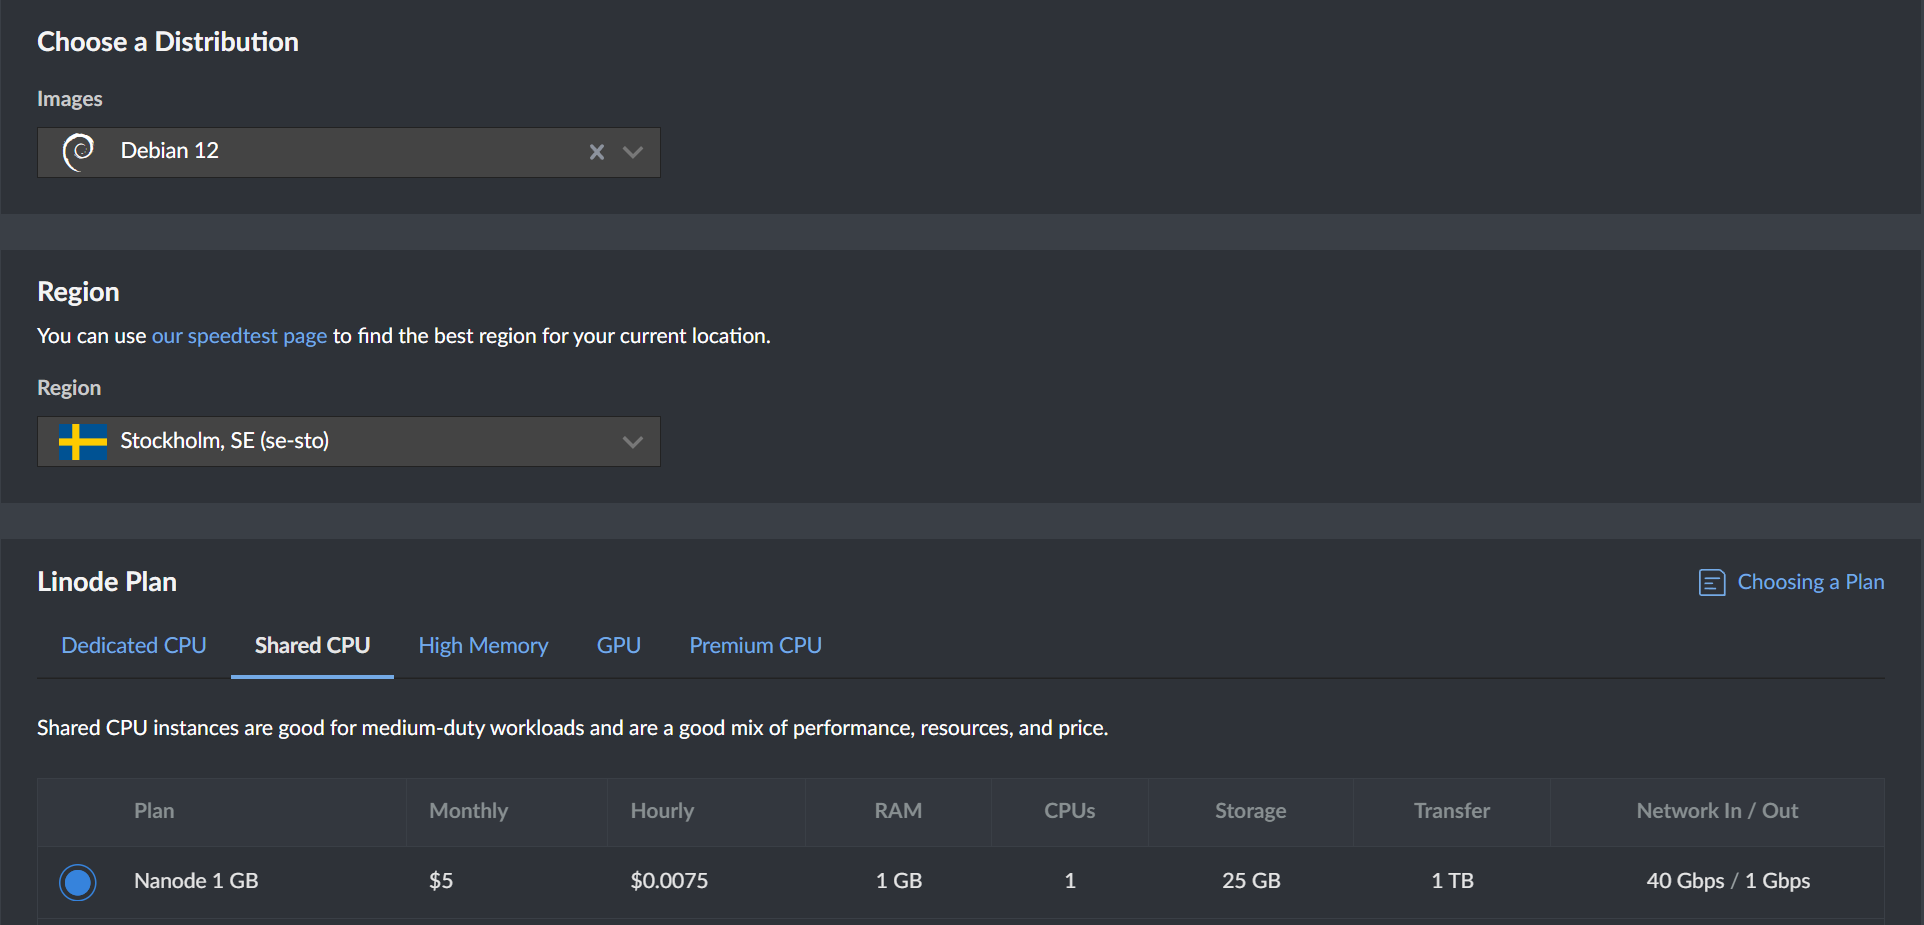 Choose a Distribution
Images
Debian 12
Region
You can use our speedtest page to find the best region for your current location.
Region
Stockholm, SE (se-sto)
Linode Plan
Choosing a Plan
Dedicated CPU Shared CPU High Memory GPU Premium CPU
Shared CPU instances are good for medium-duty workloads and are a good mix of performance, resources, and price.
Plan Monthly Hourly RAM CPUs Storage Transfer Network In / Out
Nanode 1 GB $5 $0.0075 1 GB 1 25 GB 1 TB 40 Gbps / 1 Gbps